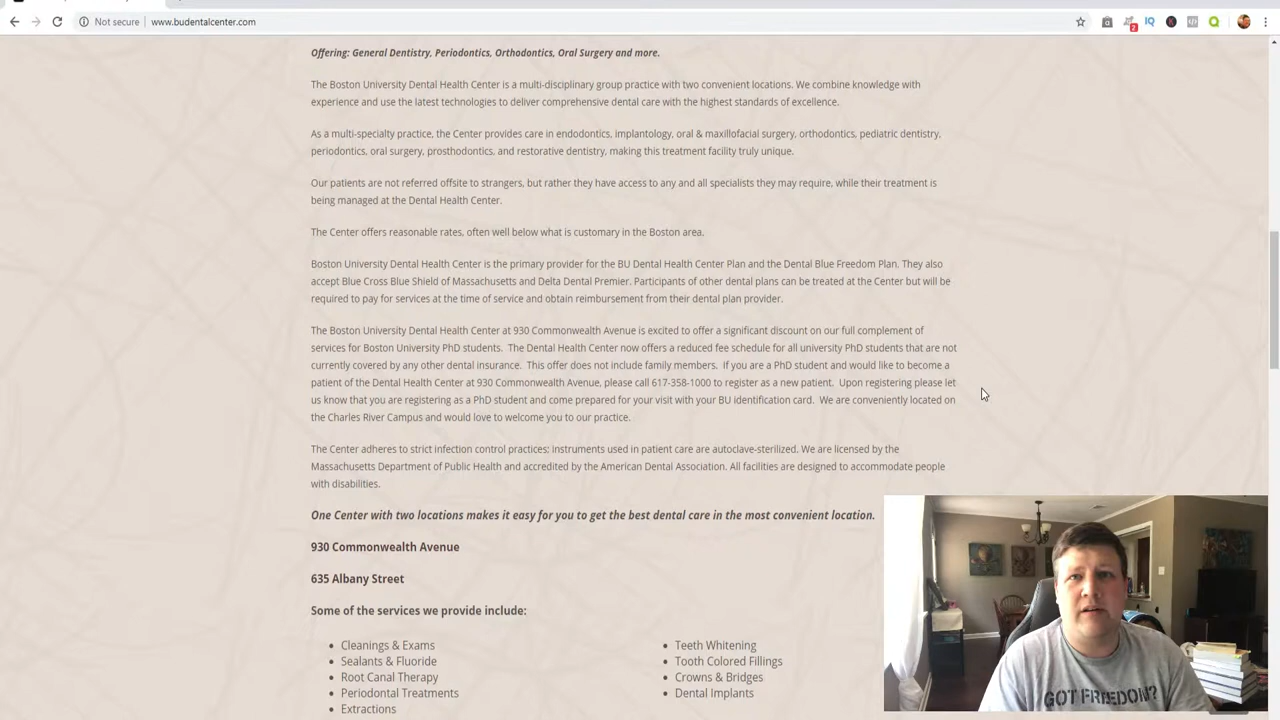 Not secure | www.budentalcenter.com
2
IQ
Offering: General Dentistry, Periodontics, Orthodontics, Oral Surgery and more.
The Boston University Dental Health Center is a multi-disciplinary group practice with two convenient locations. We combine knowledge with
experience and use the latest technologies to deliver comprehensive dental care with the highest standards of excellence.
As a multi-specialty practice, the Center provides care in endodontics, implantology, oral & maxillofacial surgery, orthodontics, pediatric dentistry,
periodontics, oral surgery, prosthodontics, and restorative dentistry, making this treatment facility truly unique.
Our patients are not referred offsite to strangers, but rather they have access to any and all specialists they may require, while their treatment is
being managed at the Dental Health Center.
The Center offers reasonable rates, often well below what is customary in the Boston area.
Boston University Dental Health Center is the primary provider for the BU Dental Health Center Plan and the Dental Blue Freedom Plan. They also
accept Blue Cross Blue Shield of Massachusetts and Delta Dental Premier. Participants of other dental plans can be treated at the Center but will be
required to pay for services at the time of service and obtain reimbursement from their dental plan provider.
The Boston University Dental Health Center at 930 Commonwealth Avenue is excited to offer a significant discount on our full complement of
services for Boston University PhD students. The Dental Health Center now offers a reduced fee schedule for all university PhD students that are not
currently covered by any other dental insurance. This offer does not include family members. If you are a PhD student and would like to become a
patient of the Dental Health Center at 930 Commonwealth Avenue, please call 617-358-1000 to register as a new patient. Upon registering please let
us know that you are registering as a PhD student and come prepared for your visit with your BU identification card. We are conveniently located on
the Charles River Campus and would love to welcome you to our practice.
The Center adheres to strict infection control practices; instruments used in patient care are autoclave-sterilized. We are licensed by the
Massachusetts Department of Public Health and accredited by the American Dental Association. All facilities are designed to accommodate people
with disabilities.
One Center with two locations makes it easy for you to get the best dental care in the most convenient location.
930 Commonwealth Avenue
635 Albany Street
Some of the services we provide include:
Cleanings & Exams
Sealants & Fluoride
Root Canal Therapy
Periodontal Treatments
Extractions
Teeth Whitening
Tooth Colored Fillings
Crowns & Bridges
Dental Implants
GOT FREEDOM?